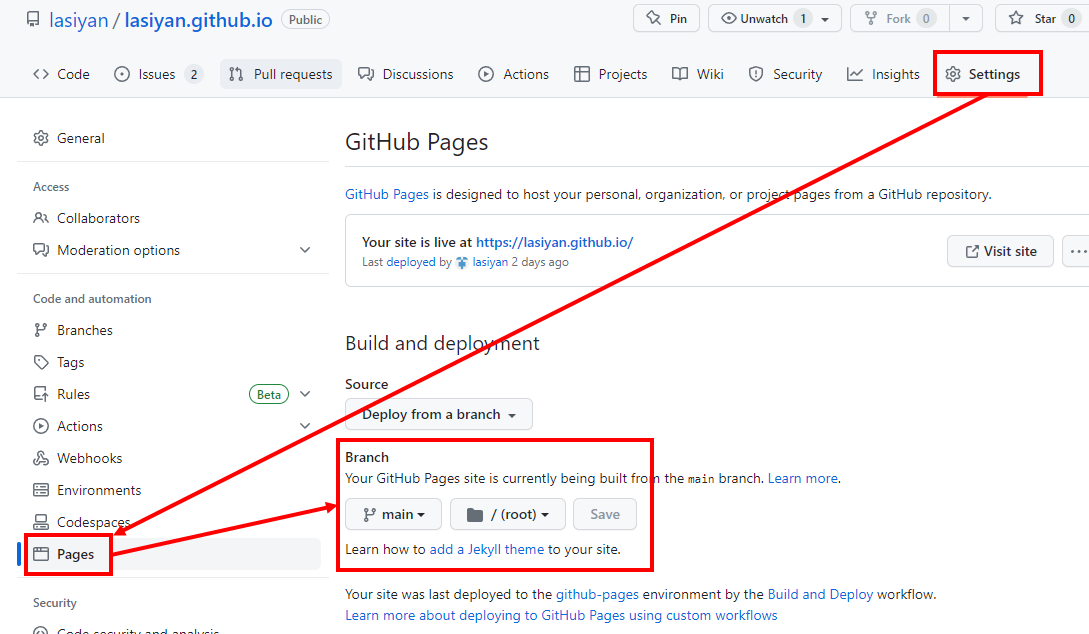 lasiyan / lasiyan.github.io Public Pin Unwatch 1 Fork 0 Star 0
Code Issues 2 Pull requests Discussions Actions Projects Wiki Security Insights Settings
General
Access
Collaborators
Moderation options
Code and automation
Branches
Tags
Rules Beta
Actions
Webhooks
Environments
Codespaces
Pages
Security
Code security and analysis
GitHub Pages
GitHub Pages is designed to host your personal, organization, or project pages from a GitHub repository.
Your site is live at https://lasiyan.github.io/
Last deployed by lasiyan 2 days ago
Visit site
Build and deployment
Source
Deploy from a branch
Branch
Your GitHub Pages site is currently being built from the main branch. Learn more.
main / (root) Save
Learn how to add a Jekyll theme to your site.
Your site was last deployed to the github-pages environment by the Build and Deploy workflow.
Learn more about deploying to GitHub Pages using custom workflows